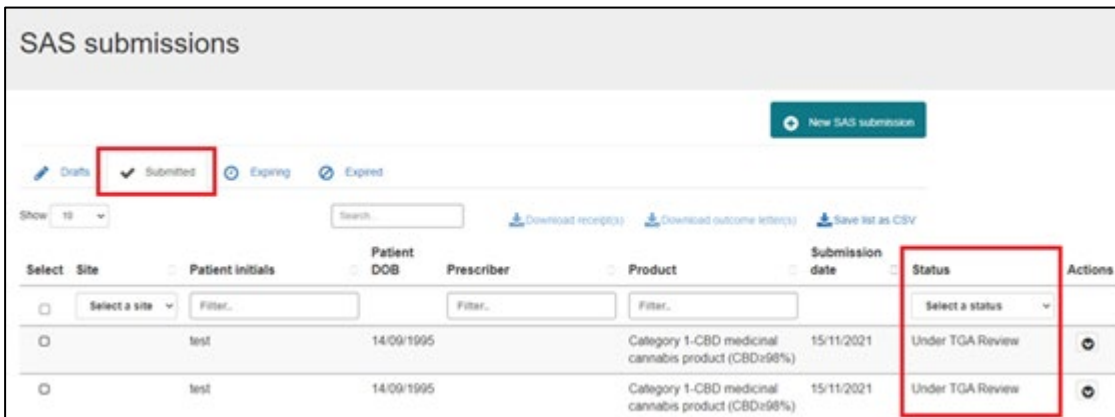 SAS submissions
New SAS submission
Drafts Submitted Expiring Expired
Show 10 Search... Download receipt(s) Download outcome letter(s) Save list as CSV
Select Site Patient initials Patient DOB Prescriber Product Submission date Status Actions
Select a site Filter.. Filter.. Filter.. Select a status
test 14/09/1995 Category 1-CBD medicinal 15/11/2021 Under TGA Review
cannabis product (CBD≥98%)
test 14/09/1995 Category 1-CBD medicinal 15/11/2021 Under TGA Review
cannabis product (CBD≥98%)